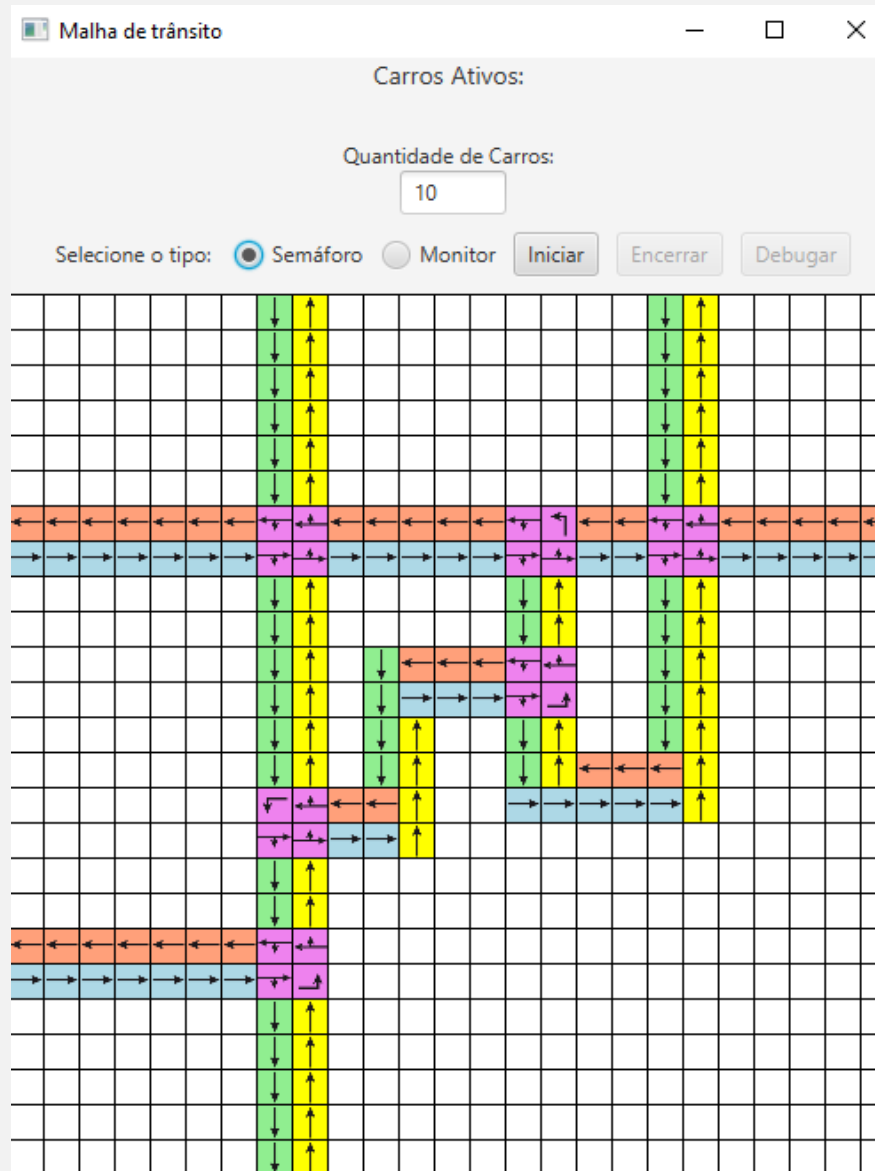 Malha de trânsito
Carros Ativos:
Quantidade de Carros:
10
Selecione o tipo: Semáforo Monitor Iniciar Encerrar Debugar